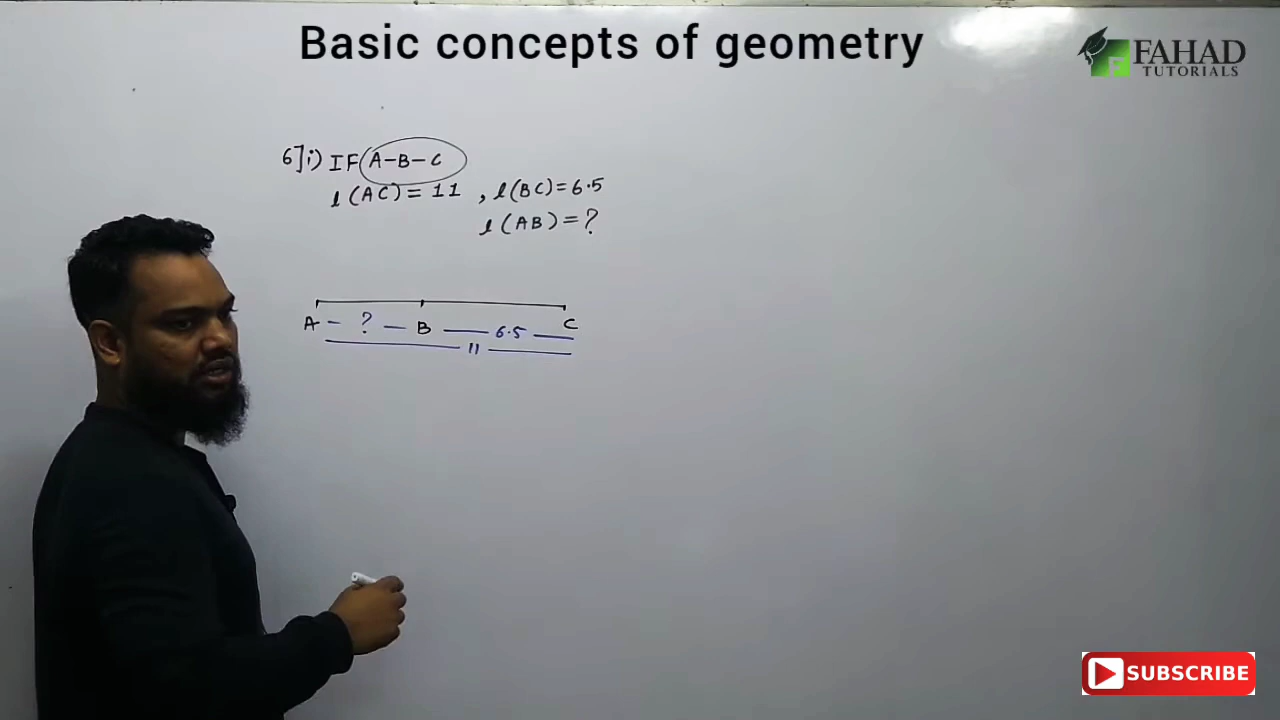 Basic concepts of geometry
FAHAD
TUTORIALS
6]i) IF (A-B-C
l(AC)=11 , l(BC)=6.5
l(AB)=?
A - ? - B - 6.5 - C
11
SUBSCRIBE